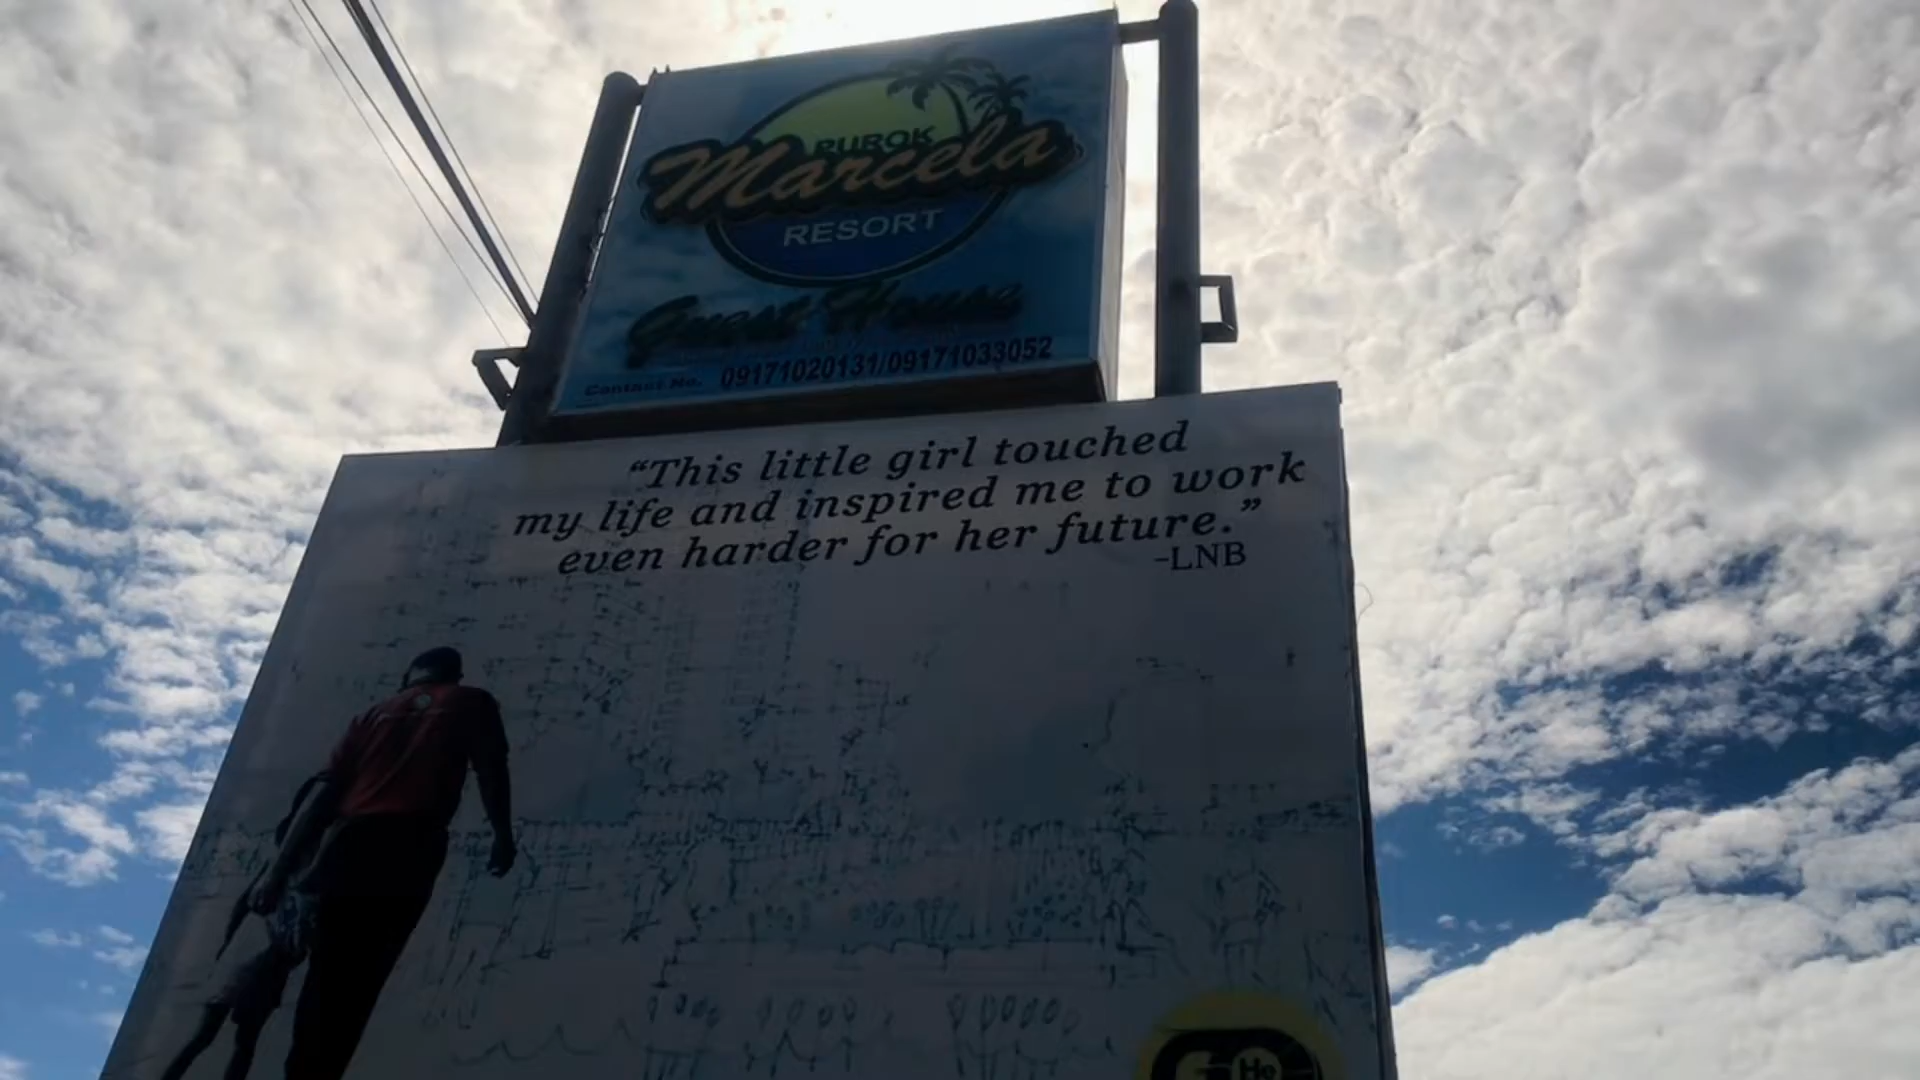 PUROK
Marcela
RESORT
Guest House
Contact No. 09171020131/09171033052
“This little girl touched
my life and inspired me to work
even harder for her future.”
-LNB
He